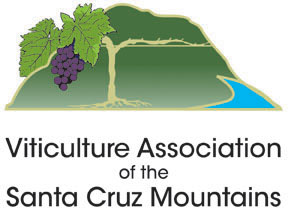 Viticulture Association
of the
Santa Cruz Mountains